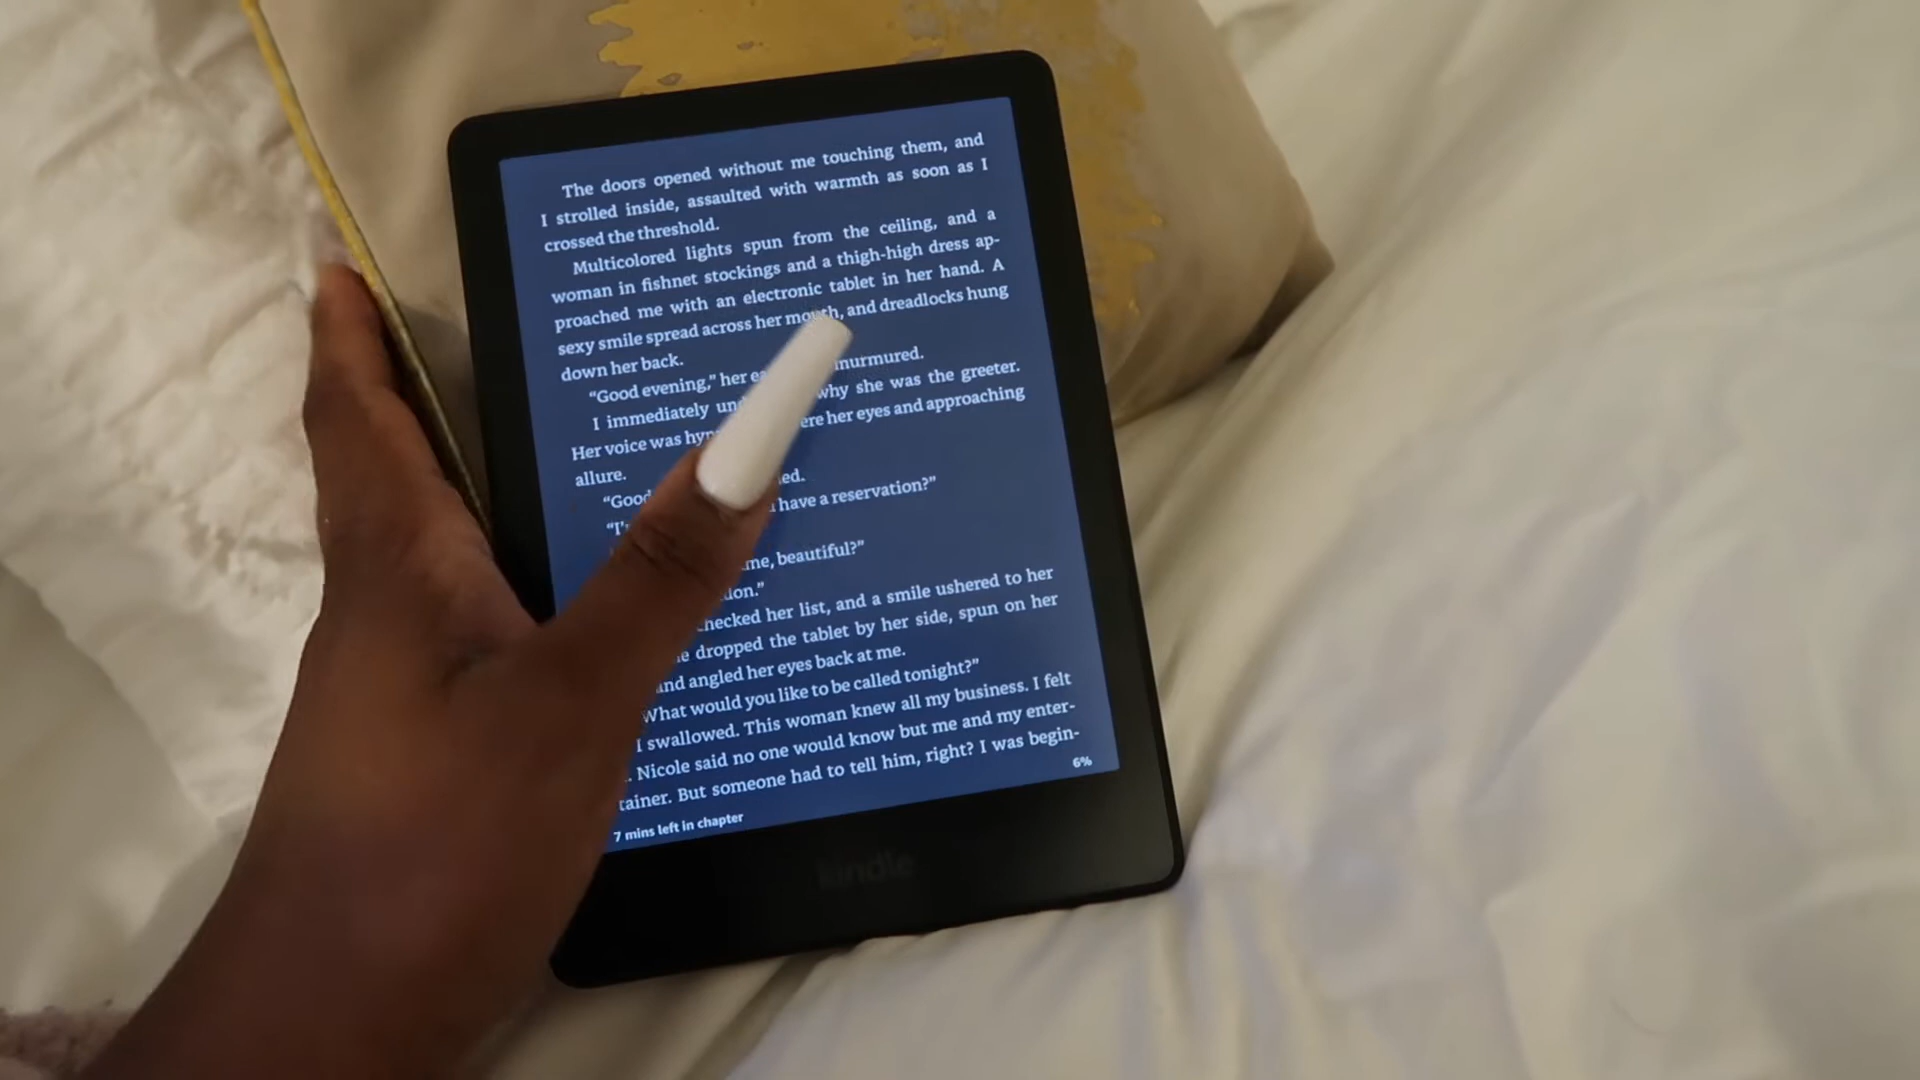 The doors opened without me touching them, and
I strolled inside, assaulted with warmth as soon as I
crossed the threshold.
Multicolored lights spun from the ceiling, and a
woman in fishnet stockings and a thigh-high dress ap-
proached me with an electronic tablet in her hand. A
sexy smile spread across her mouth, and dreadlocks hung
down her back.
“Good evening,” her murmured.
I immediately why she was the greeter.
Her voice was her eyes and approaching
allure.
“Good
have a reservation?”
“I’
beautiful?”
checked her list, and a smile ushered to her
dropped the tablet by her side, spun on her
and angled her eyes back at me.
What would you like to be called tonight?”
I swallowed. This woman knew all my business. I felt
. Nicole said no one would know but me and my enter-
tainer. But someone had to tell him, right? I was begin-
7 mins left in chapter 6%
kindle